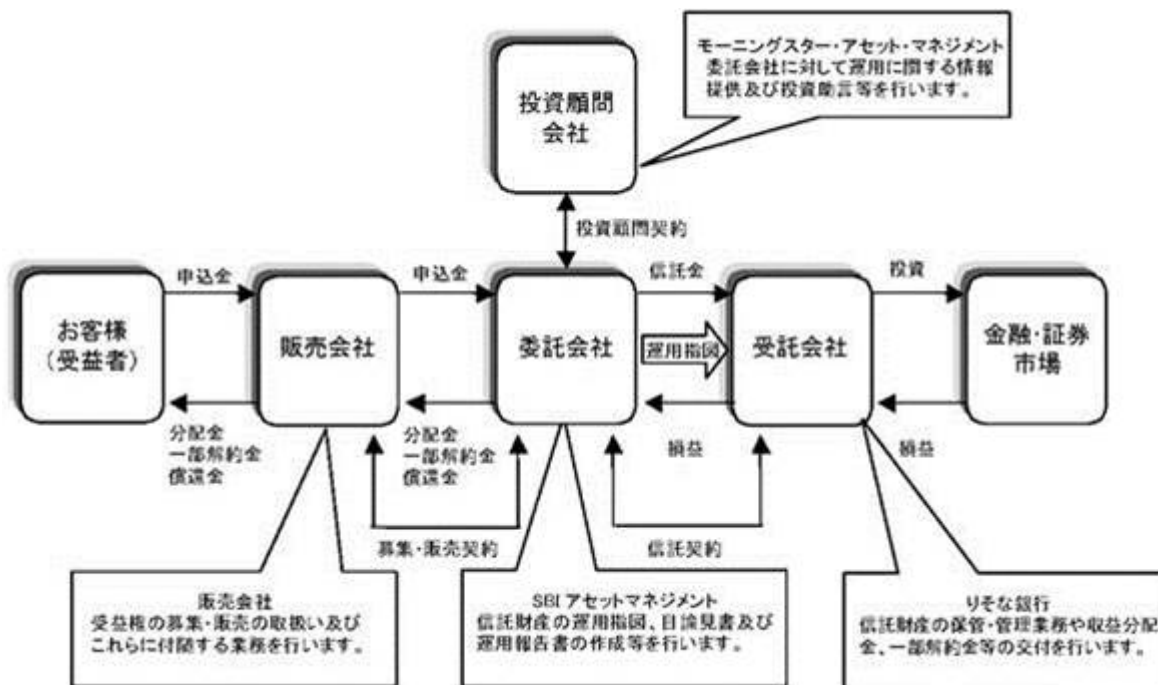 モーニングスター・アセット・マネジメント
委託会社に対して運用に関する情報
提供及び投資助言等を行います。
投資顧問
会社
投資顧問契約
申込金
申込金
信託金
投資
お客様
(受益者)
販売会社
委託会社
運用指図
受託会社
金融・証券
市場
分配金
一部解約金
償還金
分配金
一部解約金
償還金
損益
損益
募集・販売契約
信託契約
販売会社
受益権の募集・販売の取扱い及び
これらに付随する業務を行います。
SBIアセットマネジメント
信託財産の運用指図、目論見書及び
運用報告書の作成等を行います。
りそな銀行
信託財産の保管・管理業務や収益分配
金、一部解約金等の交付を行います。